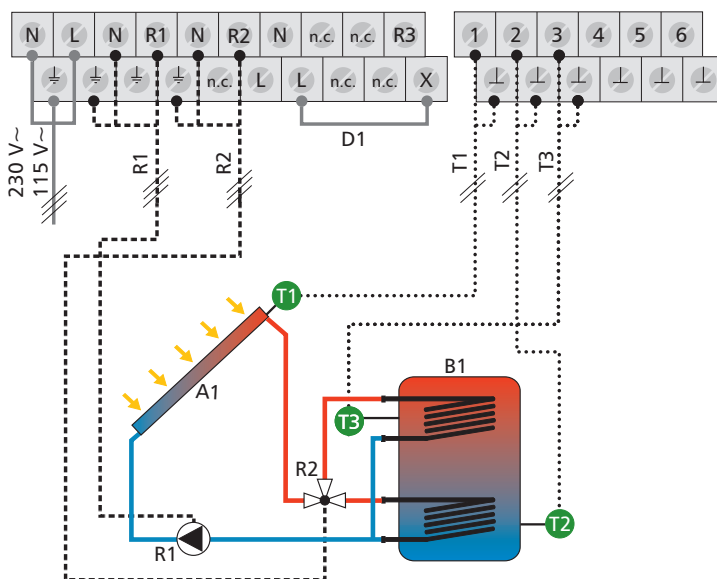 N L N R1 N R2 N n.c. n.c. R3
n.c. L L n.c. n.c. X
1 2 3 4 5 6
230 V~
115 V~
R1
R2
D1
T1
T2
T3
T1
A1
B1
T3
R2
T2
R1